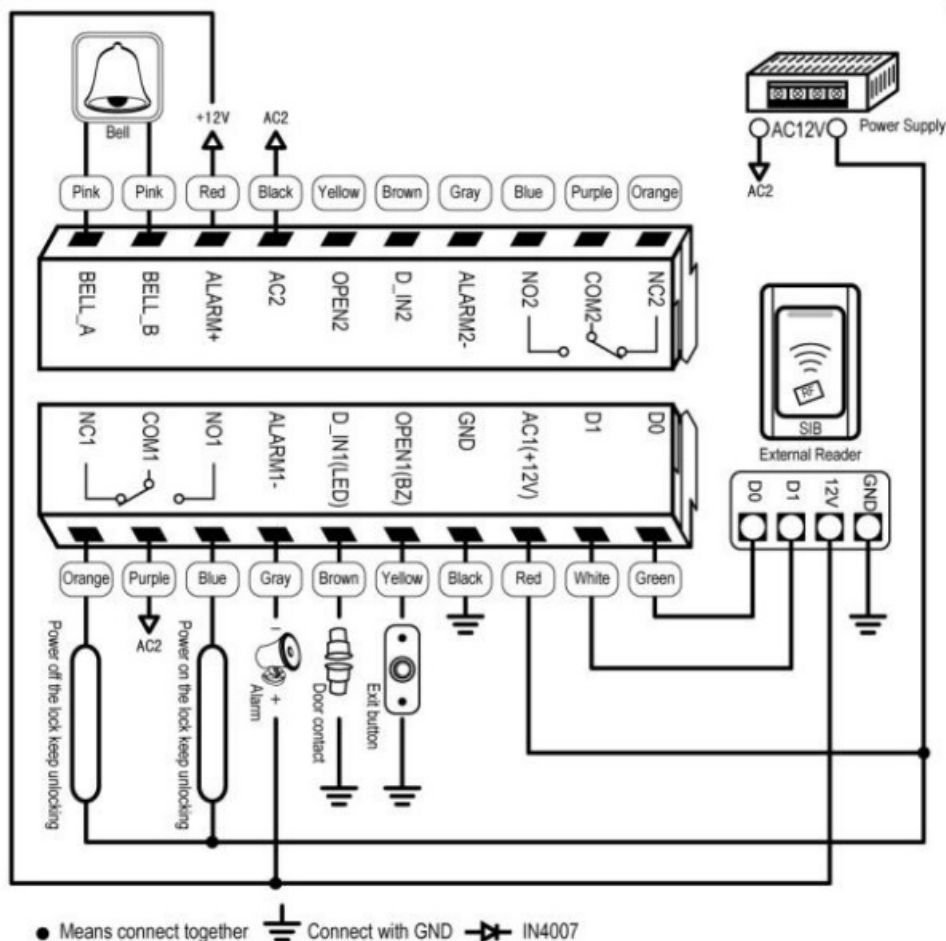 Bell
+12V
AC2
AC12V
Power Supply
AC2
Pink Pink Red Black Yellow Brown Gray Blue Purple Orange
BELL_A BELL_B ALARM+ AC2 OPEN2 D_IN2 ALARM2- NO2 COM2 NC2
NC1 COM1 NO1 ALARM1- D_IN1(LED) OPEN1(BZ) GND AC1(+12V) D1 D0
RF
SIB
External Reader
D0 D1 12V GND
Orange Purple Blue Gray Brown Yellow Black Red White Green
AC2
Power off the lock keep unlocking
Power on the lock keep unlocking
− +
Alarm
Door contact
Exit button
Means connect together
Connect with GND
IN4007